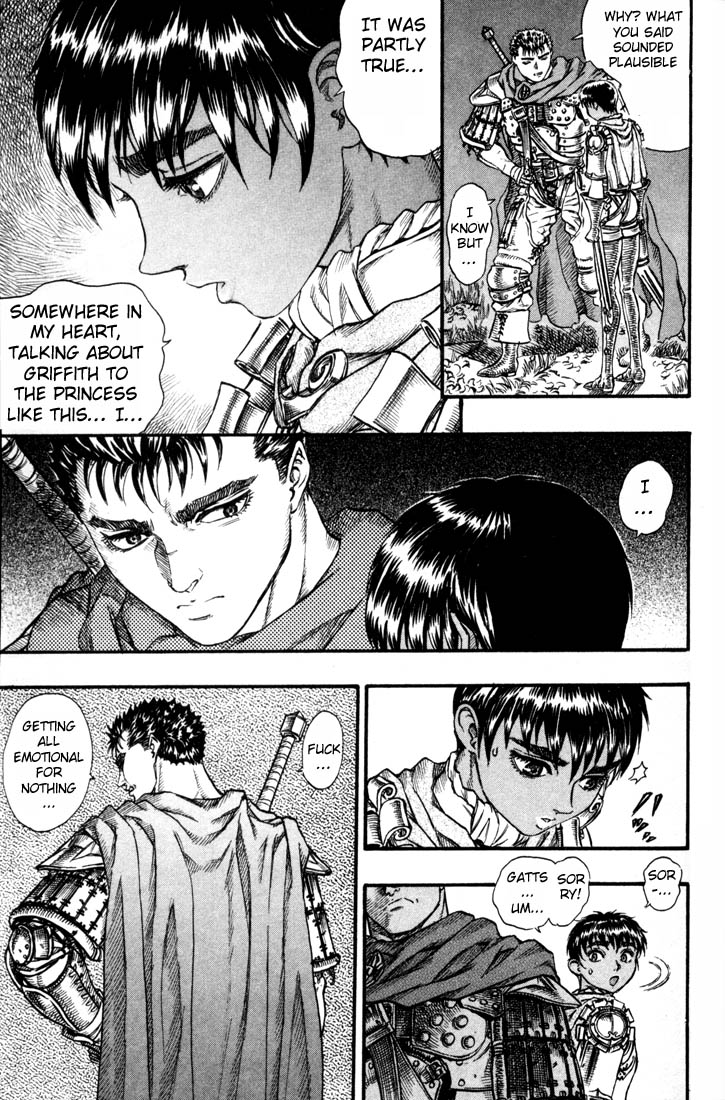 WHY? WHAT
YOU SAID
SOUNDED
PLAUSIBLE
I
KNOW
BUT
...
IT WAS
PARTLY
TRUE...
SOMEWHERE IN
MY HEART,
TALKING ABOUT
GRIFFITH TO
THE PRINCESS
LIKE THIS... I...
I
...
SOR
-...
SOR
RY!
GATTS
...
UM...
FUCK
...
GETTING
ALL
EMOTIONAL
FOR
NOTHING
...